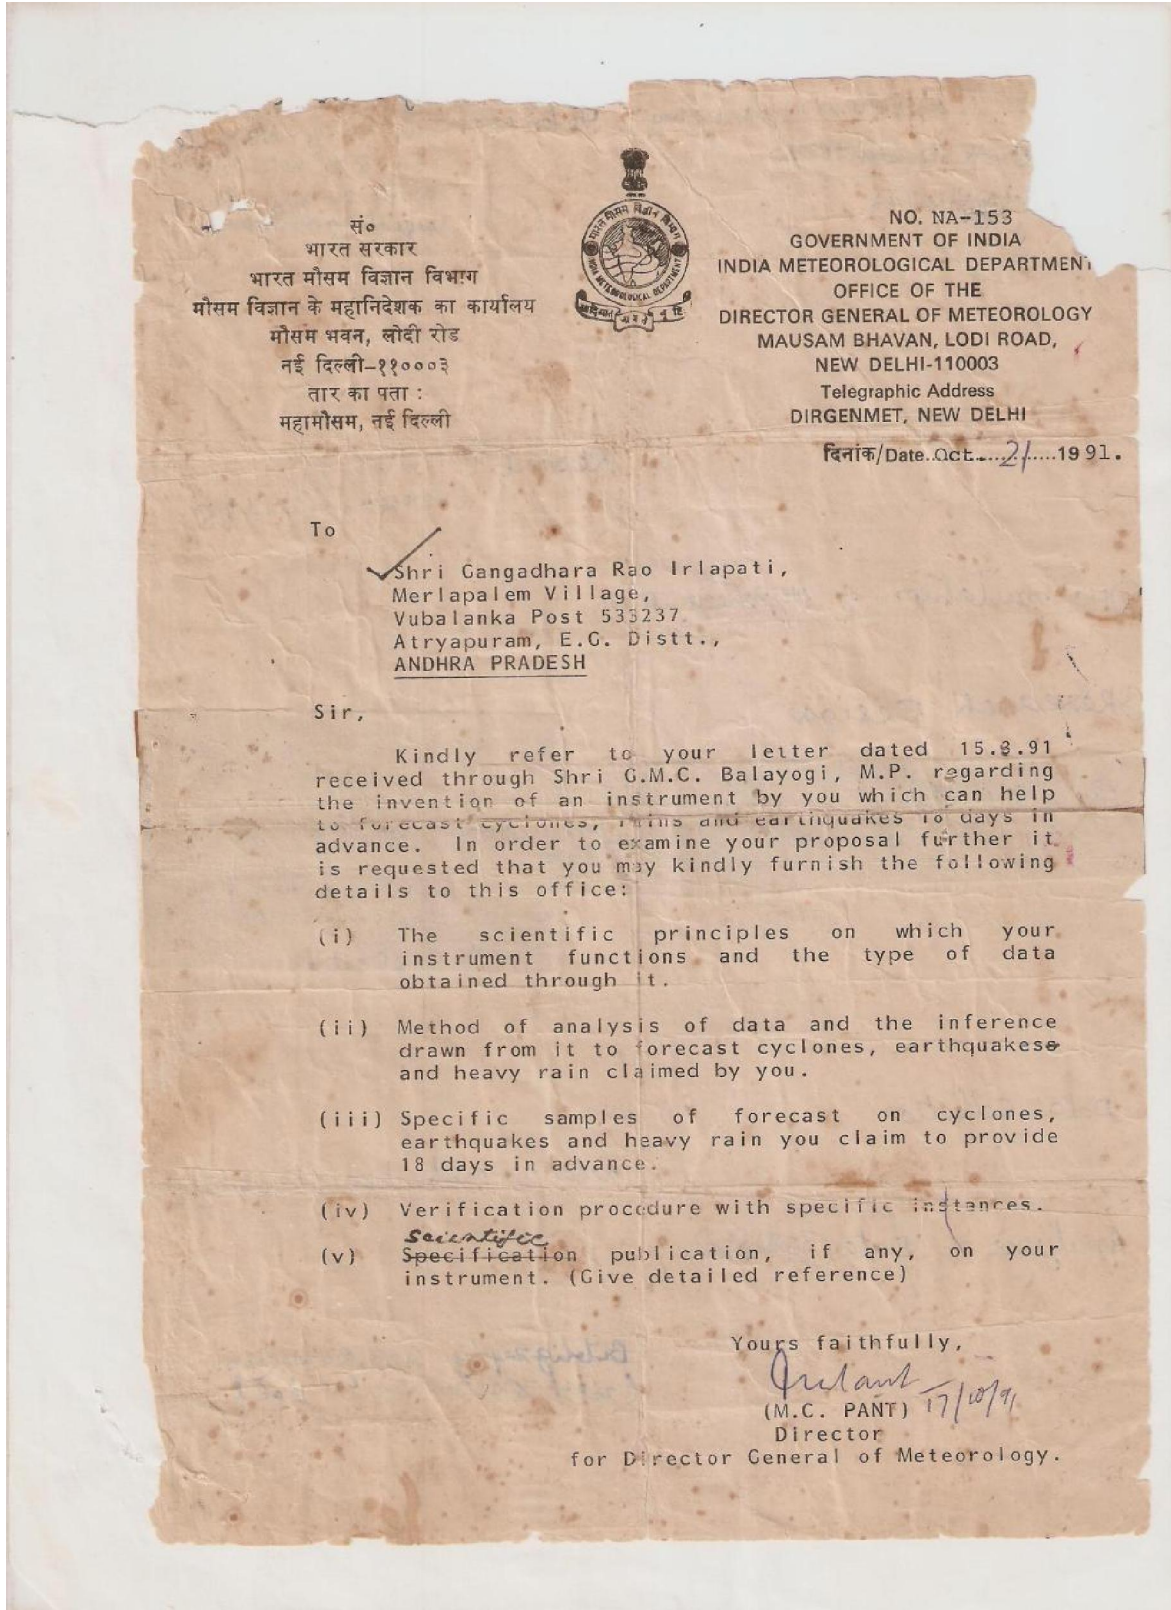 सं०
भारत सरकार
भारत मौसम विज्ञान विभाग
मौसम विज्ञान के महानिदेशक का कार्यालय
मौसम भवन, लोदी रोड
नई दिल्ली-११०००३
तार का पता :
महामौसम, नई दिल्ली
भारत मौसम विज्ञान विभाग
INDIA METEOROLOGICAL DEPARTMENT
NO. NA-153
GOVERNMENT OF INDIA
INDIA METEOROLOGICAL DEPARTMENT
OFFICE OF THE
DIRECTOR GENERAL OF METEOROLOGY
MAUSAM BHAVAN, LODI ROAD,
NEW DELHI-110003
Telegraphic Address
DIRGENMET, NEW DELHI
दिनांक/Date..Oct.....21.....1991.
To
Shri Gangadhara Rao Irlapati,
Merlapalem Village,
Vubalanka Post 533237
Atryapuram, E.G. Distt.,
ANDHRA PRADESH
Sir,
Kindly refer to your letter dated 15.8.91
received through Shri G.M.C. Balayogi, M.P. regarding
the invention of an instrument by you which can help
to forecast cyclones, rains and earthquakes 18 days in
advance. In order to examine your proposal further it
is requested that you may kindly furnish the following
details to this office:
(i) The scientific principles on which your
instrument functions and the type of data
obtained through it.
(ii) Method of analysis of data and the inference
drawn from it to forecast cyclones, earthquakes
and heavy rain claimed by you.
(iii) Specific samples of forecast on cyclones,
earthquakes and heavy rain you claim to provide
18 days in advance.
(iv) Verification procedure with specific instances.
Scientific
(v) Specification publication, if any, on your
instrument. (Give detailed reference)
Yours faithfully,
(M.C. PANT) 17/10/91
Director
for Director General of Meteorology.